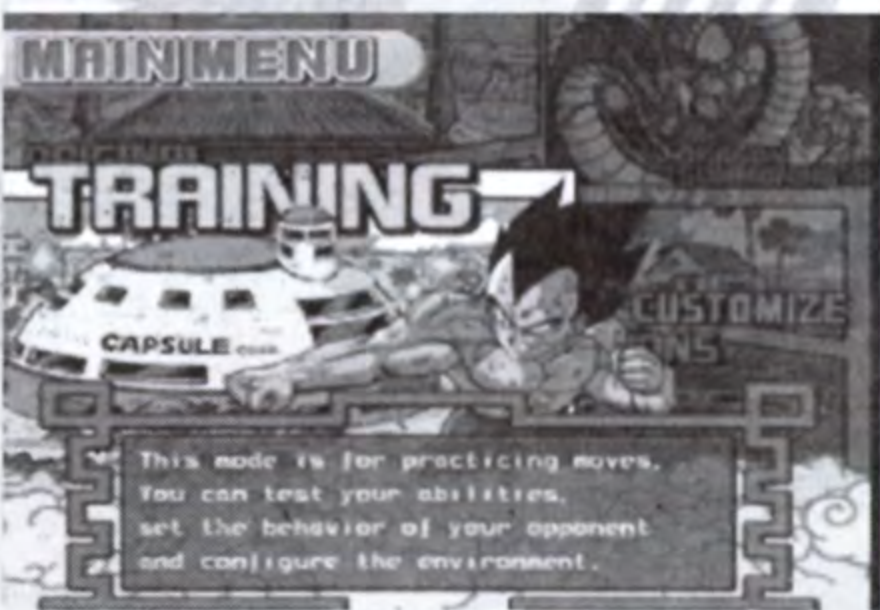 MAIN MENU
TRAINING
CAPSULE CORP.
CUSTOMIZE
This mode is for practicing moves.
You can test your abilities,
set the behavior of your opponent
and configure the environment.